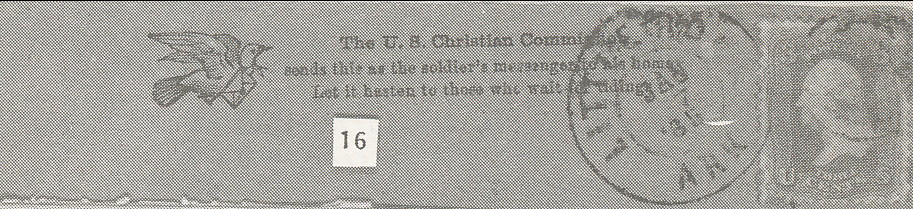 The U. S. Christian Commission
sends this as the soldier's messenger to his home.
Let it hasten to those who wait for tidings.
16
ARK